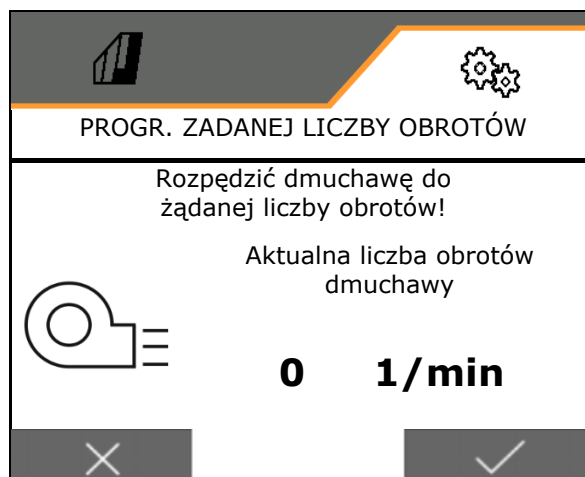 PROGR. ZADANEJ LICZBY OBROTÓW
Rozpędzić dmuchawę do
żądanej liczby obrotów!
Aktualna liczba obrotów
dmuchawy
0 1/min